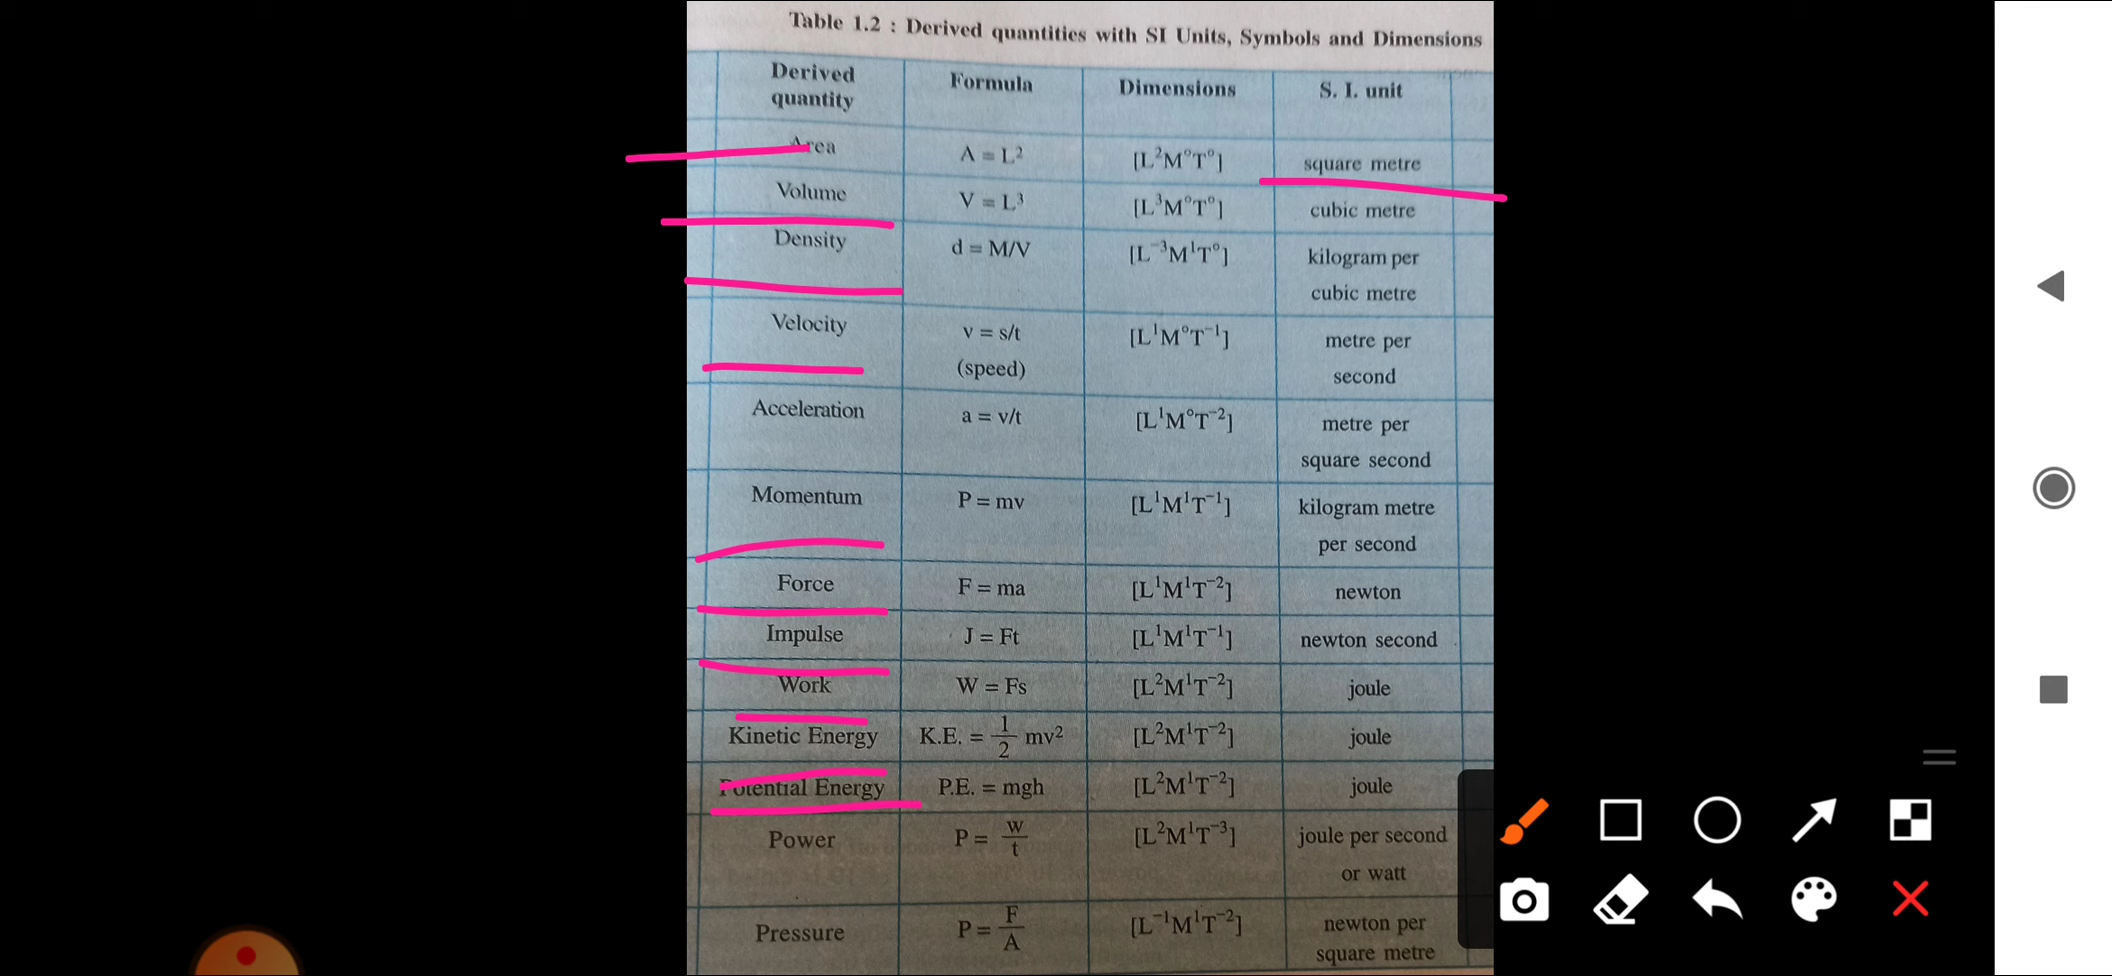 Table 1.2 : Derived quantities with SI Units, Symbols and Dimensions
Derived quantity Formula Dimensions S. I. unit
Area A = L² [L²M°T°] square metre
Volume V = L³ [L³M°T°] cubic metre
Density d = M/V [L⁻³M¹T°] kilogram per
cubic metre
Velocity v = s/t [L¹M°T⁻¹] metre per
(speed) second
Acceleration a = v/t [L¹M°T⁻²] metre per
square second
Momentum P = mv [L¹M¹T⁻¹] kilogram metre
per second
Force F = ma [L¹M¹T⁻²] newton
Impulse J = Ft [L¹M¹T⁻¹] newton second
Work W = Fs [L²M¹T⁻²] joule
Kinetic Energy K.E. = 1/2 mv² [L²M¹T⁻²] joule
Potential Energy P.E. = mgh [L²M¹T⁻²] joule
Power P = w/t [L²M¹T⁻³] joule per second
or watt
Pressure P = F/A [L⁻¹M¹T⁻²] newton per
square metre